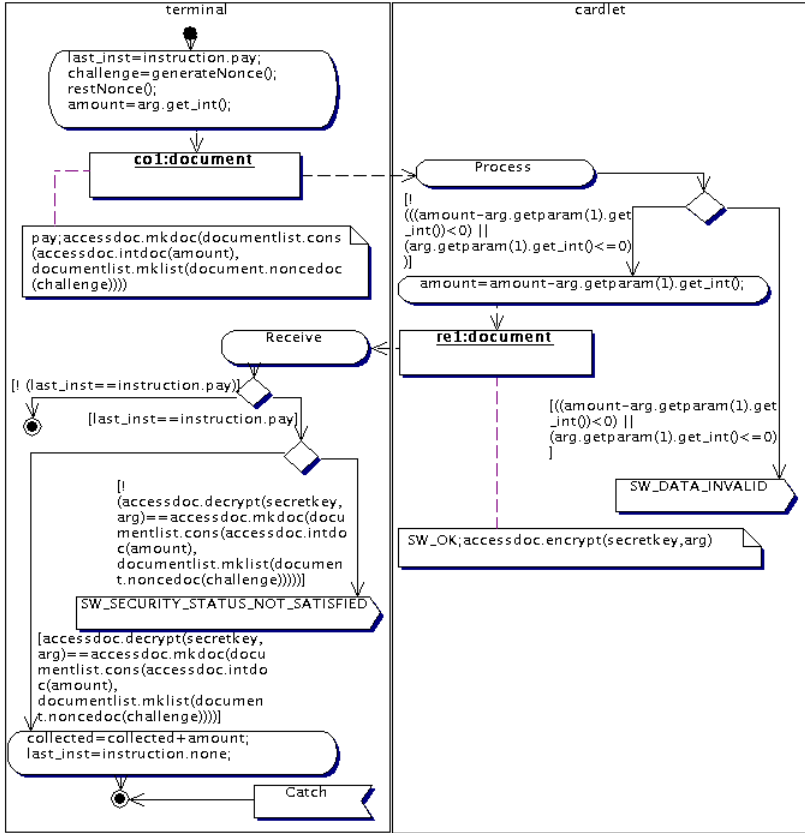 terminal
cardlet
last_inst=instruction.pay;
challenge=generateNonce();
restNonce();
amount=arg.get_int();
co1:document
pay;accessdoc.mkdoc(documentlist.cons
(accessdoc.intdoc(amount),
documentlist.mklist(document.noncedoc
(challenge))))
Process
[!
(((amount-arg.getparam(1).get
_int())<0) ||
(arg.getparam(1).get_int()<=0)
)]
amount=amount-arg.getparam(1).get_int();
re1:document
Receive
[! (last_inst==instruction.pay)]
[last_inst==instruction.pay]
[((amount-arg.getparam(1).get
_int())<0) ||
(arg.getparam(1).get_int()<=0)
]
SW_DATA_INVALID
SW_OK;accessdoc.encrypt(secretkey,arg)
[!
(accessdoc.decrypt(secretkey,
arg)==accessdoc.mkdoc(docu
mentlist.cons(accessdoc.intdo
c(amount),
documentlist.mklist(documen
t.noncedoc(challenge)))))]
SW_SECURITY_STATUS_NOT_SATISFIED
[accessdoc.decrypt(secretkey,
arg)==accessdoc.mkdoc(docu
mentlist.cons(accessdoc.intdo
c(amount),
documentlist.mklist(documen
t.noncedoc(challenge))))]
collected=collected+amount;
last_inst=instruction.none;
Catch